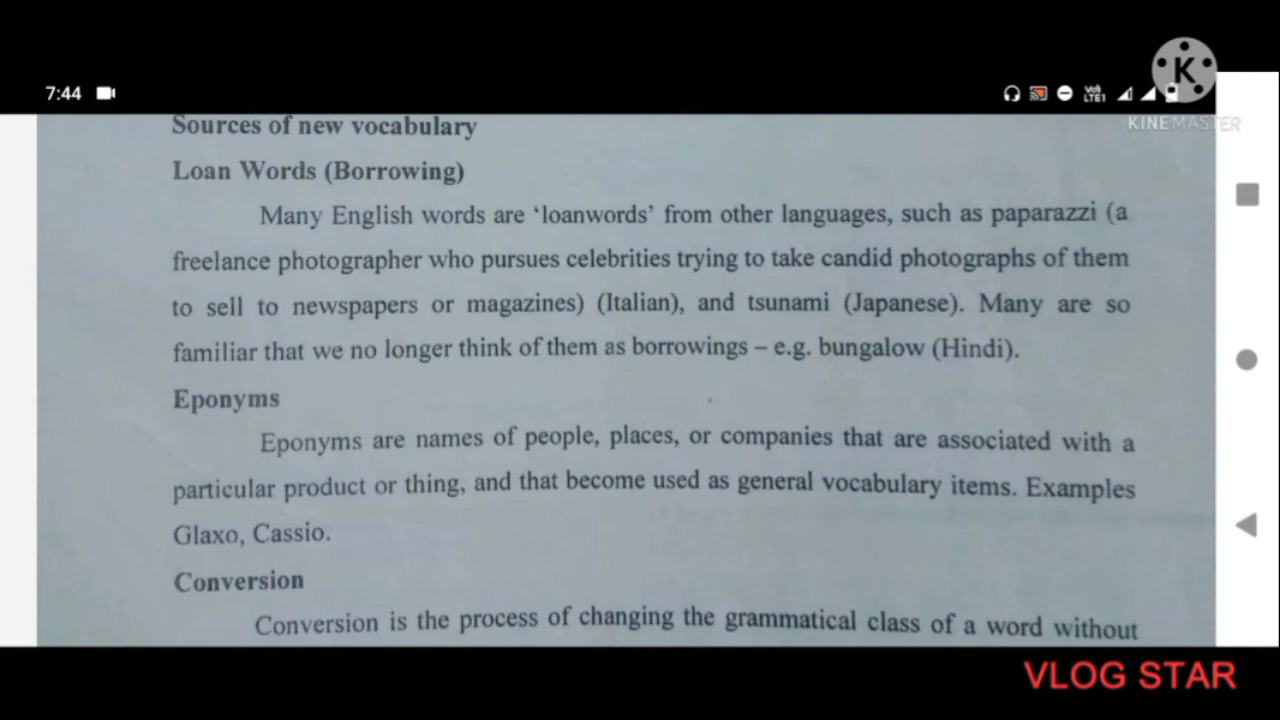 7:44
Vo)
LTE1
K
KINEMASTER
Sources of new vocabulary
Loan Words (Borrowing)
Many English words are ‘loanwords’ from other languages, such as paparazzi (a
freelance photographer who pursues celebrities trying to take candid photographs of them
to sell to newspapers or magazines) (Italian), and tsunami (Japanese). Many are so
familiar that we no longer think of them as borrowings – e.g. bungalow (Hindi).
Eponyms
Eponyms are names of people, places, or companies that are associated with a
particular product or thing, and that become used as general vocabulary items. Examples
Glaxo, Cassio.
Conversion
Conversion is the process of changing the grammatical class of a word without
VLOG STAR